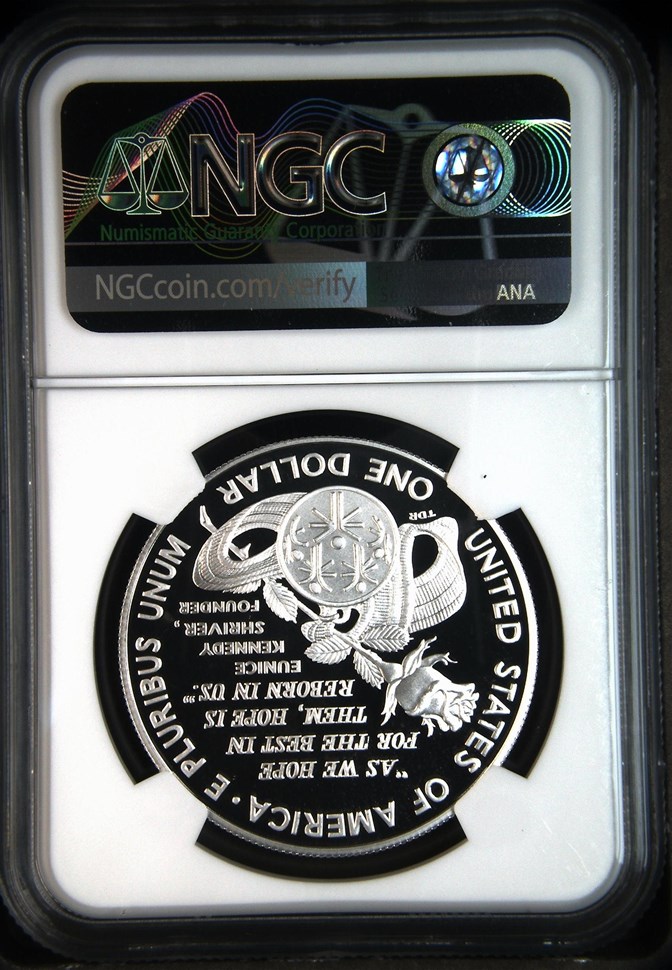 NGC
Numismatic Guaranty Corporation
NGCcoin.com/verify
ANA
UNITED STATES OF AMERICA · E PLURIBUS UNUM
"AS WE HOPE
FOR THE BEST IN
THEM, HOPE IS
REBORN IN US."
EUNICE
KENNEDY
SHRIVER,
FOUNDER
TDR
ONE DOLLAR